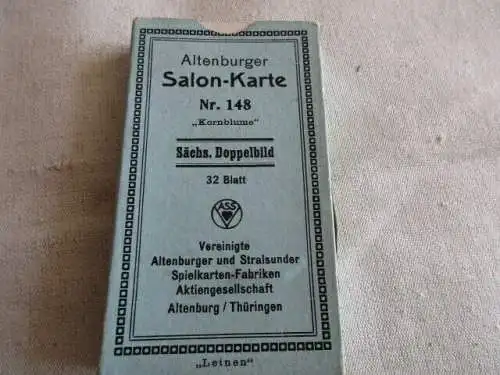 Altenburger
Salon-Karte
Nr. 148
„Kornblume“
Sächs. Doppelbild
32 Blatt
ASS
Vereinigte
Altenburger und Stralsunder
Spielkarten-Fabriken
Aktiengesellschaft
Altenburg / Thüringen
„Leinen“